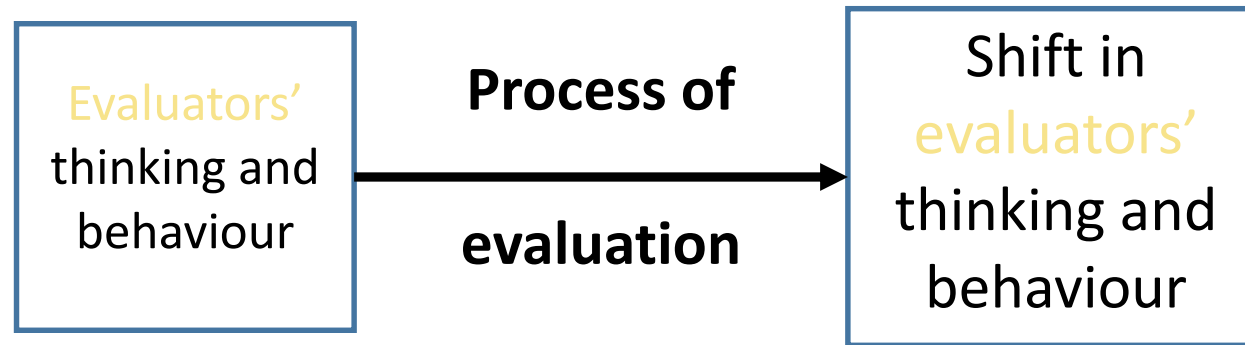 Evaluators’
thinking and
behaviour
Process of
evaluation
Shift in
evaluators’
thinking and
behaviour